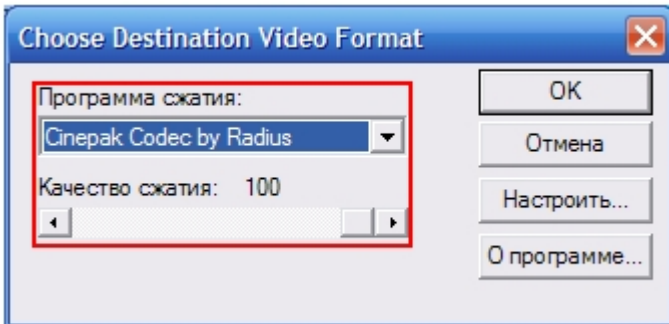 Choose Destination Video Format
Программа сжатия:
Cinepak Codec by Radius
Качество сжатия: 100
OK
Отмена
Настроить...
О программе...